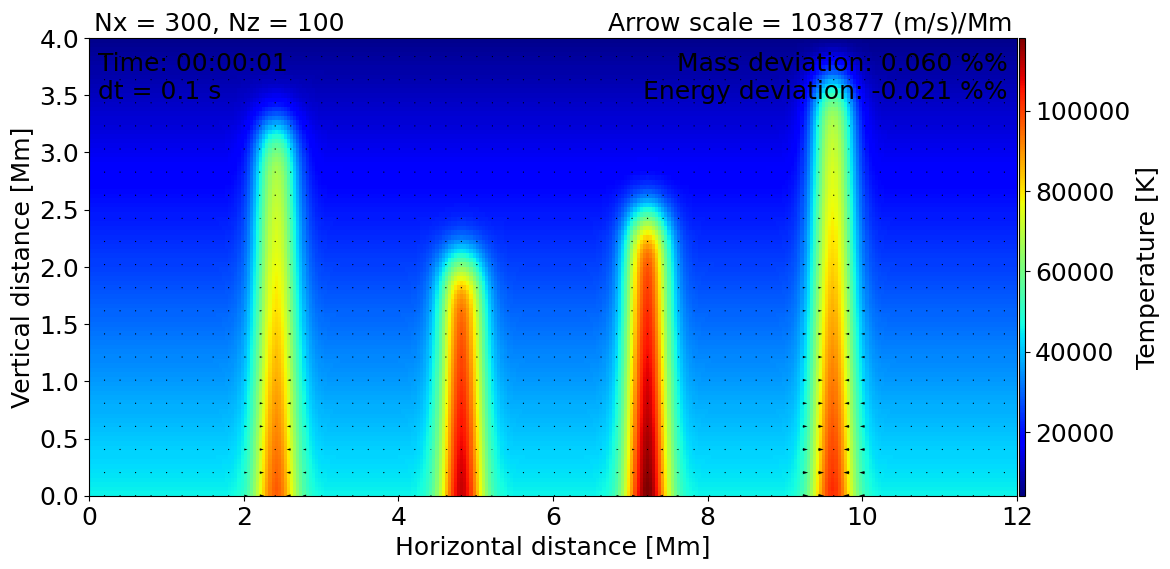 Nx = 300, Nz = 100
Arrow scale = 103877 (m/s)/Mm
Time: 00:00:01
dt = 0.1 s
Mass deviation: 0.060 %%
Energy deviation: -0.021 %%
4.0
3.5
3.0
2.5
2.0
1.5
1.0
0.5
0.0
Vertical distance [Mm]
0
2
4
6
8
10
12
Horizontal distance [Mm]
100000
80000
60000
40000
20000
Temperature [K]